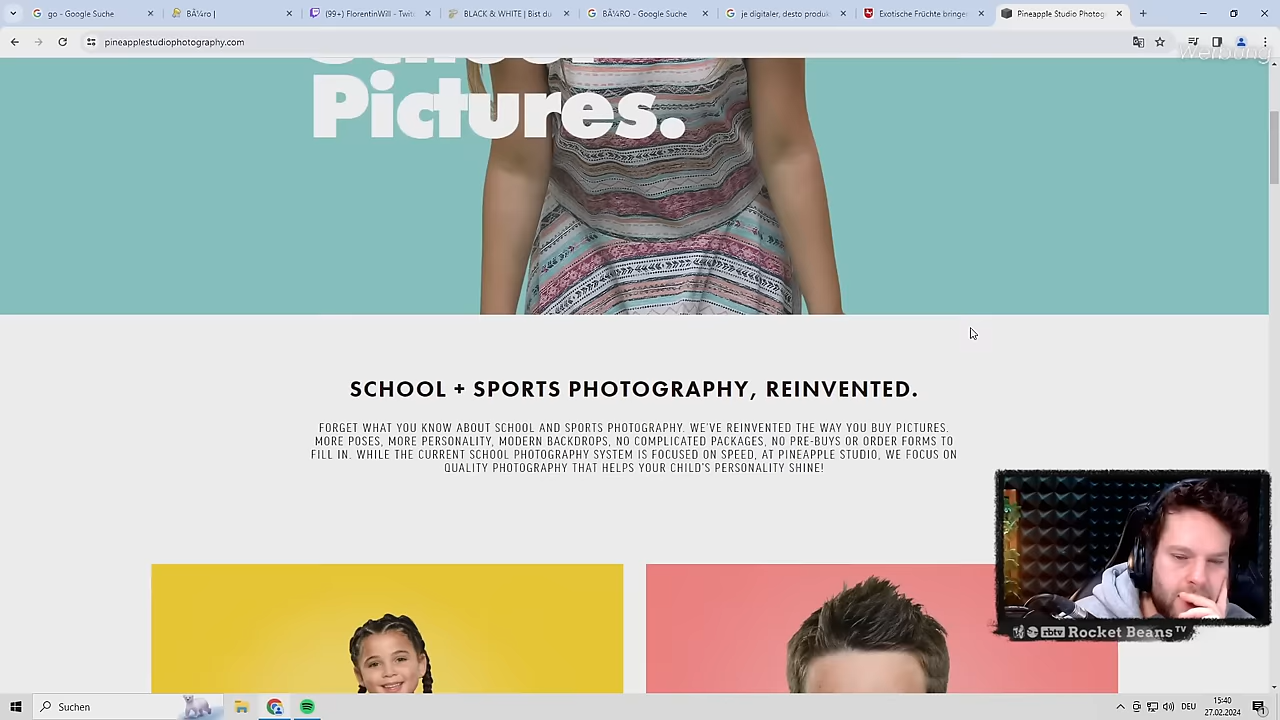 go - Google Suche
BÃ¼ro |
(99+) FlorentinWill - Twitc
BLACK & WHITE | Bist du
BÃ¼RO - Google Suche
je digitaler, desto produk
Exotische Früchte bringen
Pineapple Studio Photog
pineapplestudiophotography.com
Werbung
Pictures.
SCHOOL + SPORTS PHOTOGRAPHY, REINVENTED.
FORGET WHAT YOU KNOW ABOUT SCHOOL AND SPORTS PHOTOGRAPHY. WE'VE REINVENTED THE WAY YOU BUY PICTURES.
MORE POSES, MORE PERSONALITY, MODERN BACKDROPS, NO COMPLICATED PACKAGES, NO PRE-BUYS OR ORDER FORMS TO
FILL IN. WHILE THE CURRENT SCHOOL PHOTOGRAPHY SYSTEM IS FOCUSED ON SPEED, AT PINEAPPLE STUDIO, WE FOCUS ON
QUALITY PHOTOGRAPHY THAT HELPS YOUR CHILD'S PERSONALITY SHINE!
rbtv Rocket Beans TV
Suchen
DEU
15:40
27.02.2024